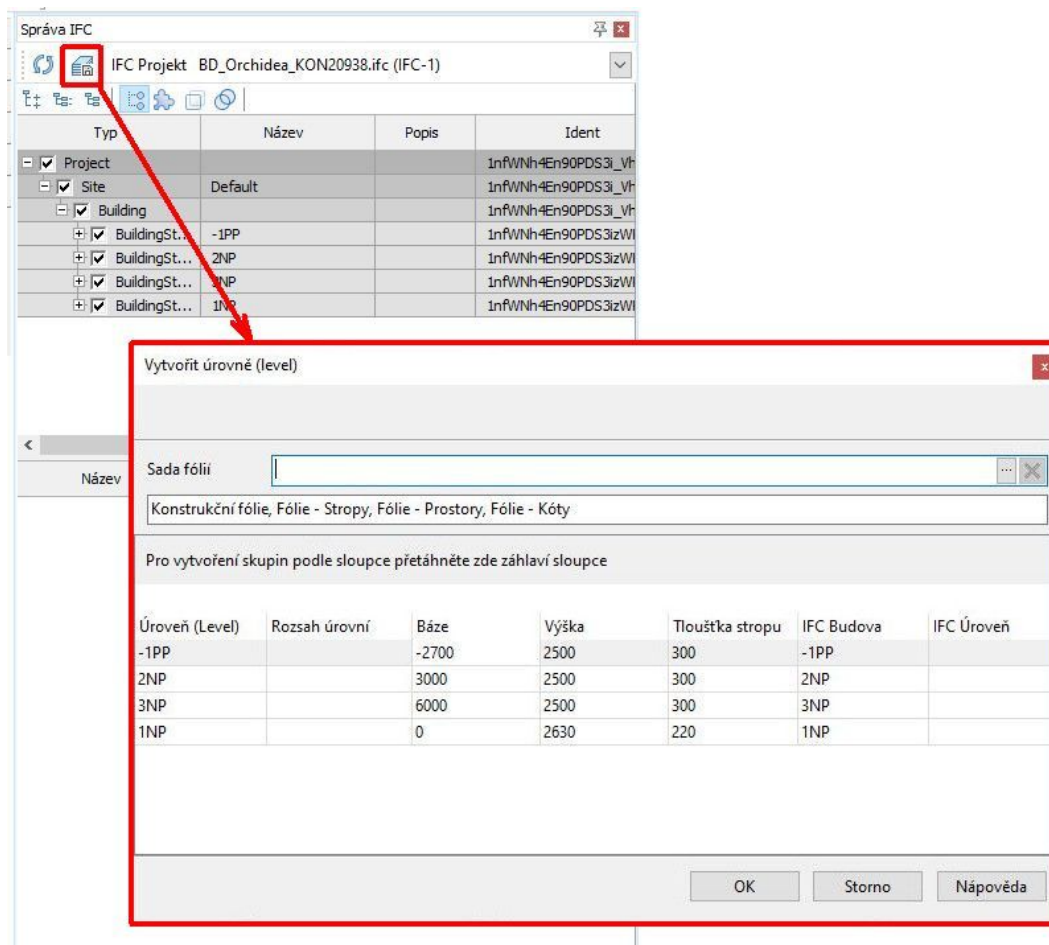 Správa IFC
IFC Projekt BD_Orchidea_KON20938.ifc (IFC-1)
Typ Název Popis Ident
Project 1nfWNh4En90PDS3i_Vh
Site Default 1nfWNh4En90PDS3i_Vh
Building 1nfWNh4En90PDS3i_Vh
BuildingSt... -1PP 1nfWNh4En90PDS3izWI
BuildingSt... 2NP 1nfWNh4En90PDS3izWI
BuildingSt... 3NP 1nfWNh4En90PDS3izWI
BuildingSt... 1NP 1nfWNh4En90PDS3izWI
Název
Vytvořit úrovně (level)
Sada fólií
Konstrukční fólie, Fólie - Stropy, Fólie - Prostory, Fólie - Kóty
Pro vytvoření skupin podle sloupce přetáhněte zde záhlaví sloupce
Úroveň (Level) Rozsah úrovní Báze Výška Tloušťka stropu IFC Budova IFC Úroveň
-1PP -2700 2500 300 -1PP
2NP 3000 2500 300 2NP
3NP 6000 2500 300 3NP
1NP 0 2630 220 1NP
OK Storno Nápověda